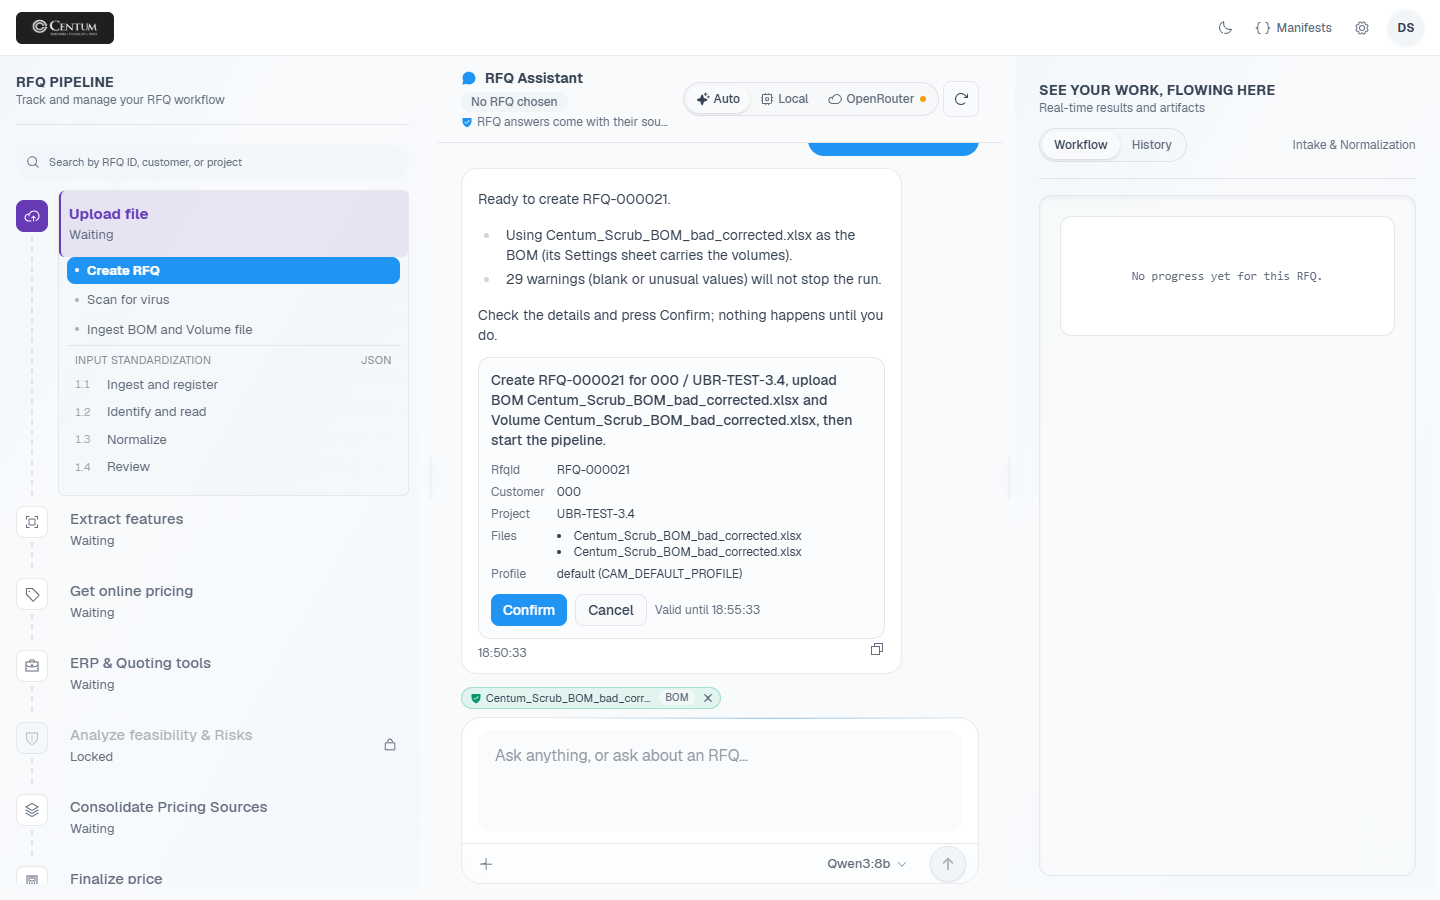 CENTUM
Manifests
DS
RFQ PIPELINE
Track and manage your RFQ workflow
Search by RFQ ID, customer, or project
Upload file
Waiting
Create RFQ
Scan for virus
Ingest BOM and Volume file
INPUT STANDARDIZATION JSON
1.1 Ingest and register
1.2 Identify and read
1.3 Normalize
1.4 Review
Extract features
Waiting
Get online pricing
Waiting
ERP & Quoting tools
Waiting
Analyze feasibility & Risks
Locked
Consolidate Pricing Sources
Waiting
Finalize price
RFQ Assistant
No RFQ chosen
RFQ answers come with their sou...
Auto Local OpenRouter
Ready to create RFQ-000021.
Using Centum_Scrub_BOM_bad_corrected.xlsx as the
BOM (its Settings sheet carries the volumes).
29 warnings (blank or unusual values) will not stop the run.
Check the details and press Confirm; nothing happens until you
do.
Create RFQ-000021 for 000 / UBR-TEST-3.4, upload
BOM Centum_Scrub_BOM_bad_corrected.xlsx and
Volume Centum_Scrub_BOM_bad_corrected.xlsx, then
start the pipeline.
RfqId RFQ-000021
Customer 000
Project UBR-TEST-3.4
Files • Centum_Scrub_BOM_bad_corrected.xlsx
• Centum_Scrub_BOM_bad_corrected.xlsx
Profile default (CAM_DEFAULT_PROFILE)
Confirm Cancel Valid until 18:55:33
18:50:33
Centum_Scrub_BOM_bad_corr... BOM
Ask anything, or ask about an RFQ...
Qwen3:8b
SEE YOUR WORK, FLOWING HERE
Real-time results and artifacts
Workflow History Intake & Normalization
No progress yet for this RFQ.